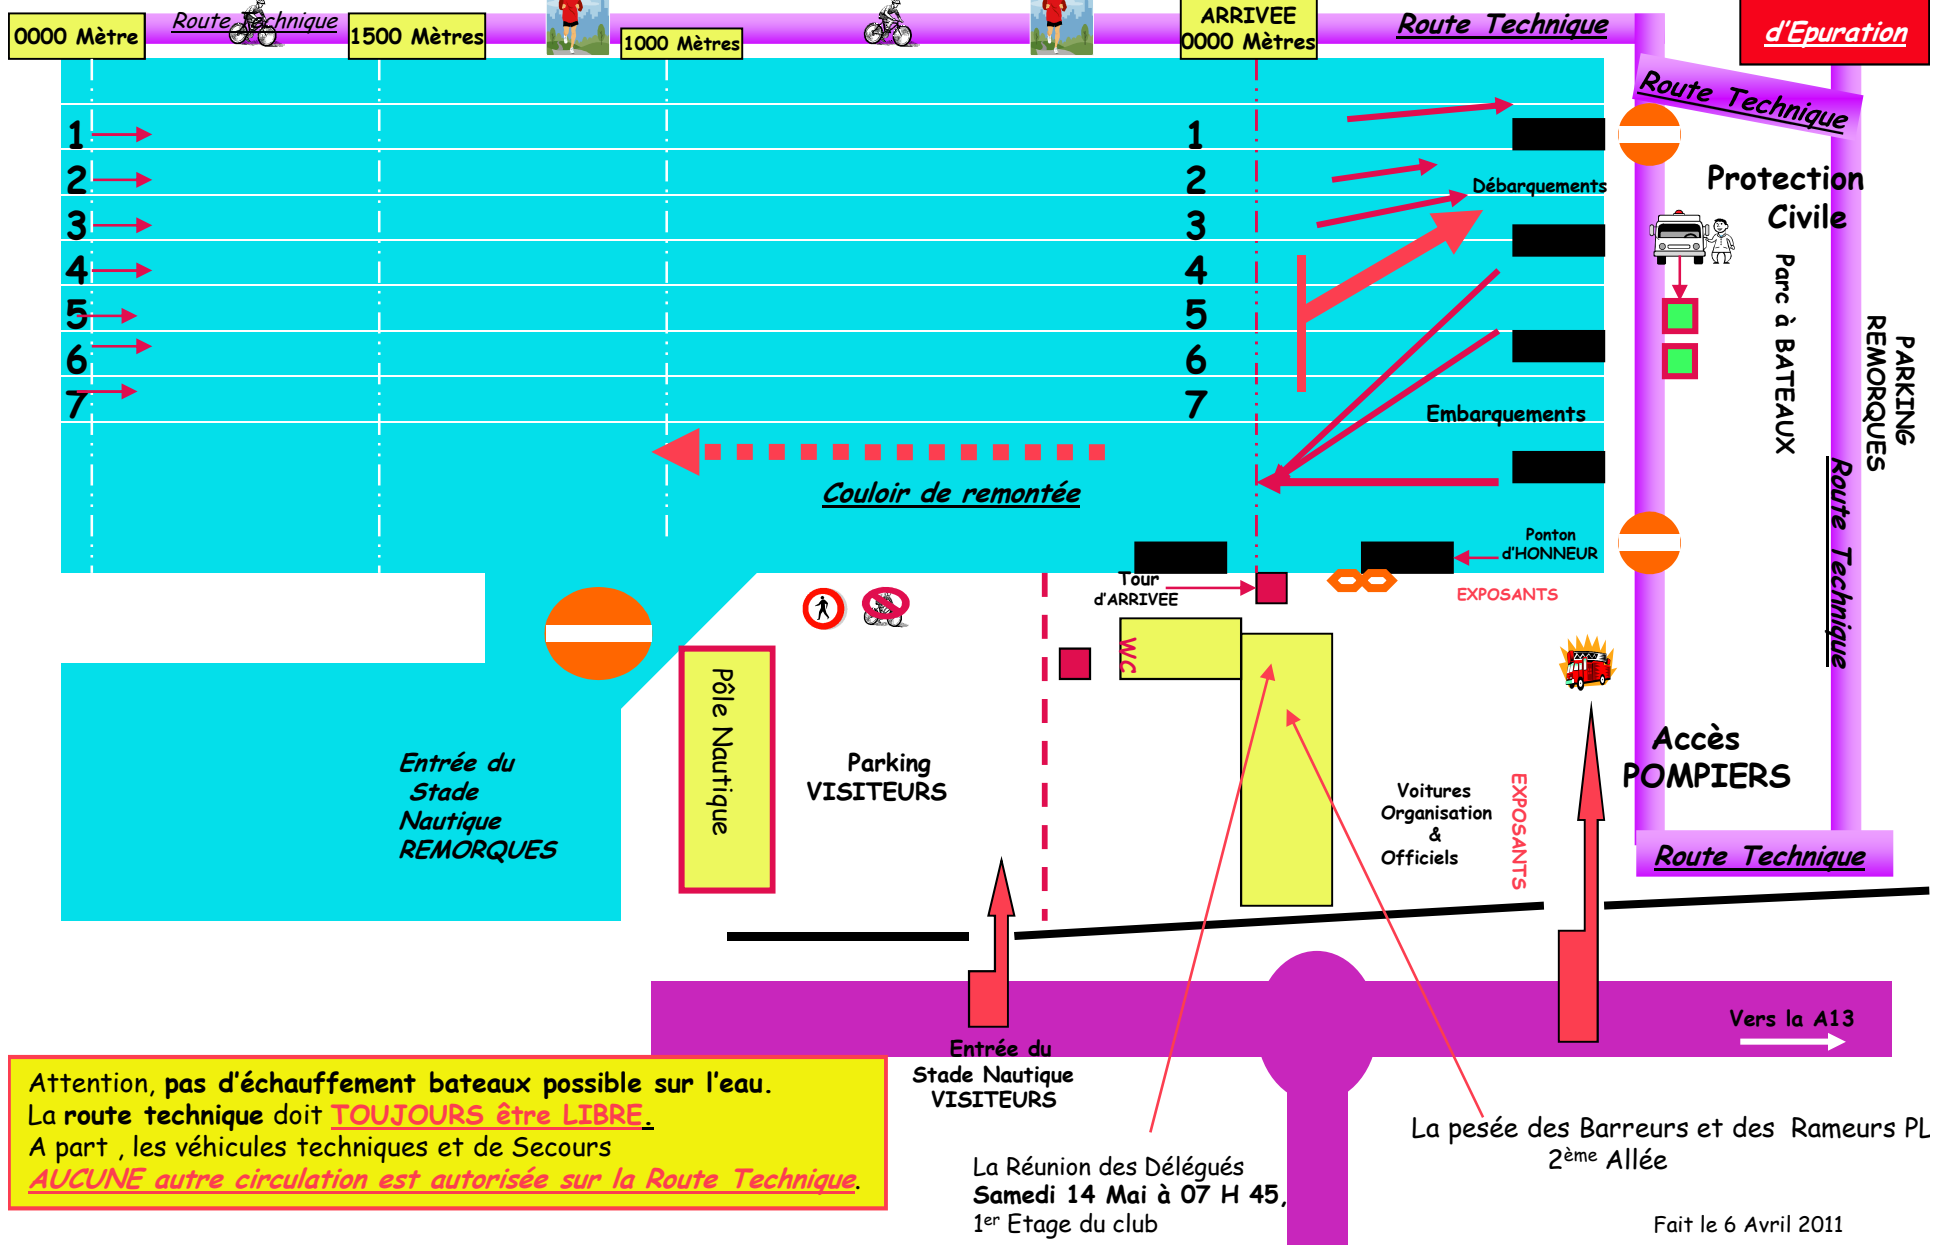 0000 Mètre
Route Technique
1500 Mètres
1000 Mètres
ARRIVEE
0000 Mètres
Route Technique
d'Epuration
Route Technique
1
2
3
4
5
6
7
1
2
3
4
5
6
7
Débarquements
Embarquements
Couloir de remontée
Protection
Civile
Parc à BATEAUX
PARKING
REMORQUES
Route Technique
Ponton
d'HONNEUR
Tour
d'ARRIVEE
EXPOSANTS
WC
Pôle Nautique
Entrée du
Stade
Nautique
REMORQUES
Parking
VISITEURS
Voitures
Organisation
&
Officiels
EXPOSANTS
Accès
POMPIERS
Route Technique
Vers la A13
Entrée du
Stade Nautique
VISITEURS
Attention, pas d'échauffement bateaux possible sur l'eau.
La route technique doit TOUJOURS être LIBRE.
A part , les véhicules techniques et de Secours
AUCUNE autre circulation est autorisée sur la Route Technique.
La Réunion des Délégués
Samedi 14 Mai à 07 H 45,
1er Etage du club
La pesée des Barreurs et des Rameurs PL
2ème Allée
Fait le 6 Avril 2011